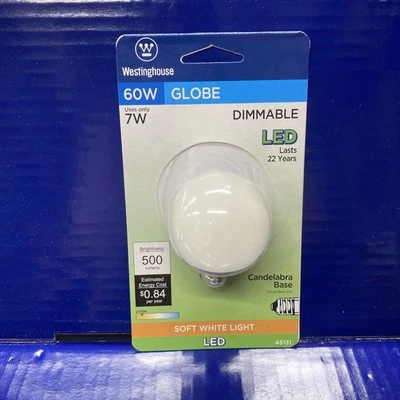 Westinghouse
60W GLOBE
Uses only
7W
DIMMABLE
LED
Lasts
22 Years
Brightness
500
lumens
Estimated
Energy Cost
$0.84
per year
Candelabra
Base
SOFT WHITE LIGHT
LED
45131